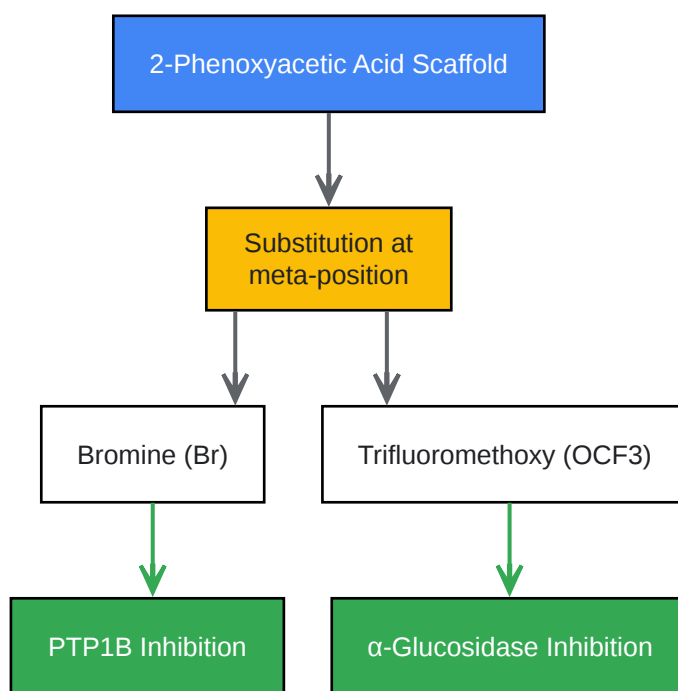 2-Phenoxyacetic Acid Scaffold
Substitution at
meta-position
Bromine (Br)
Trifluoromethoxy (OCF3)
PTP1B Inhibition
α-Glucosidase Inhibition